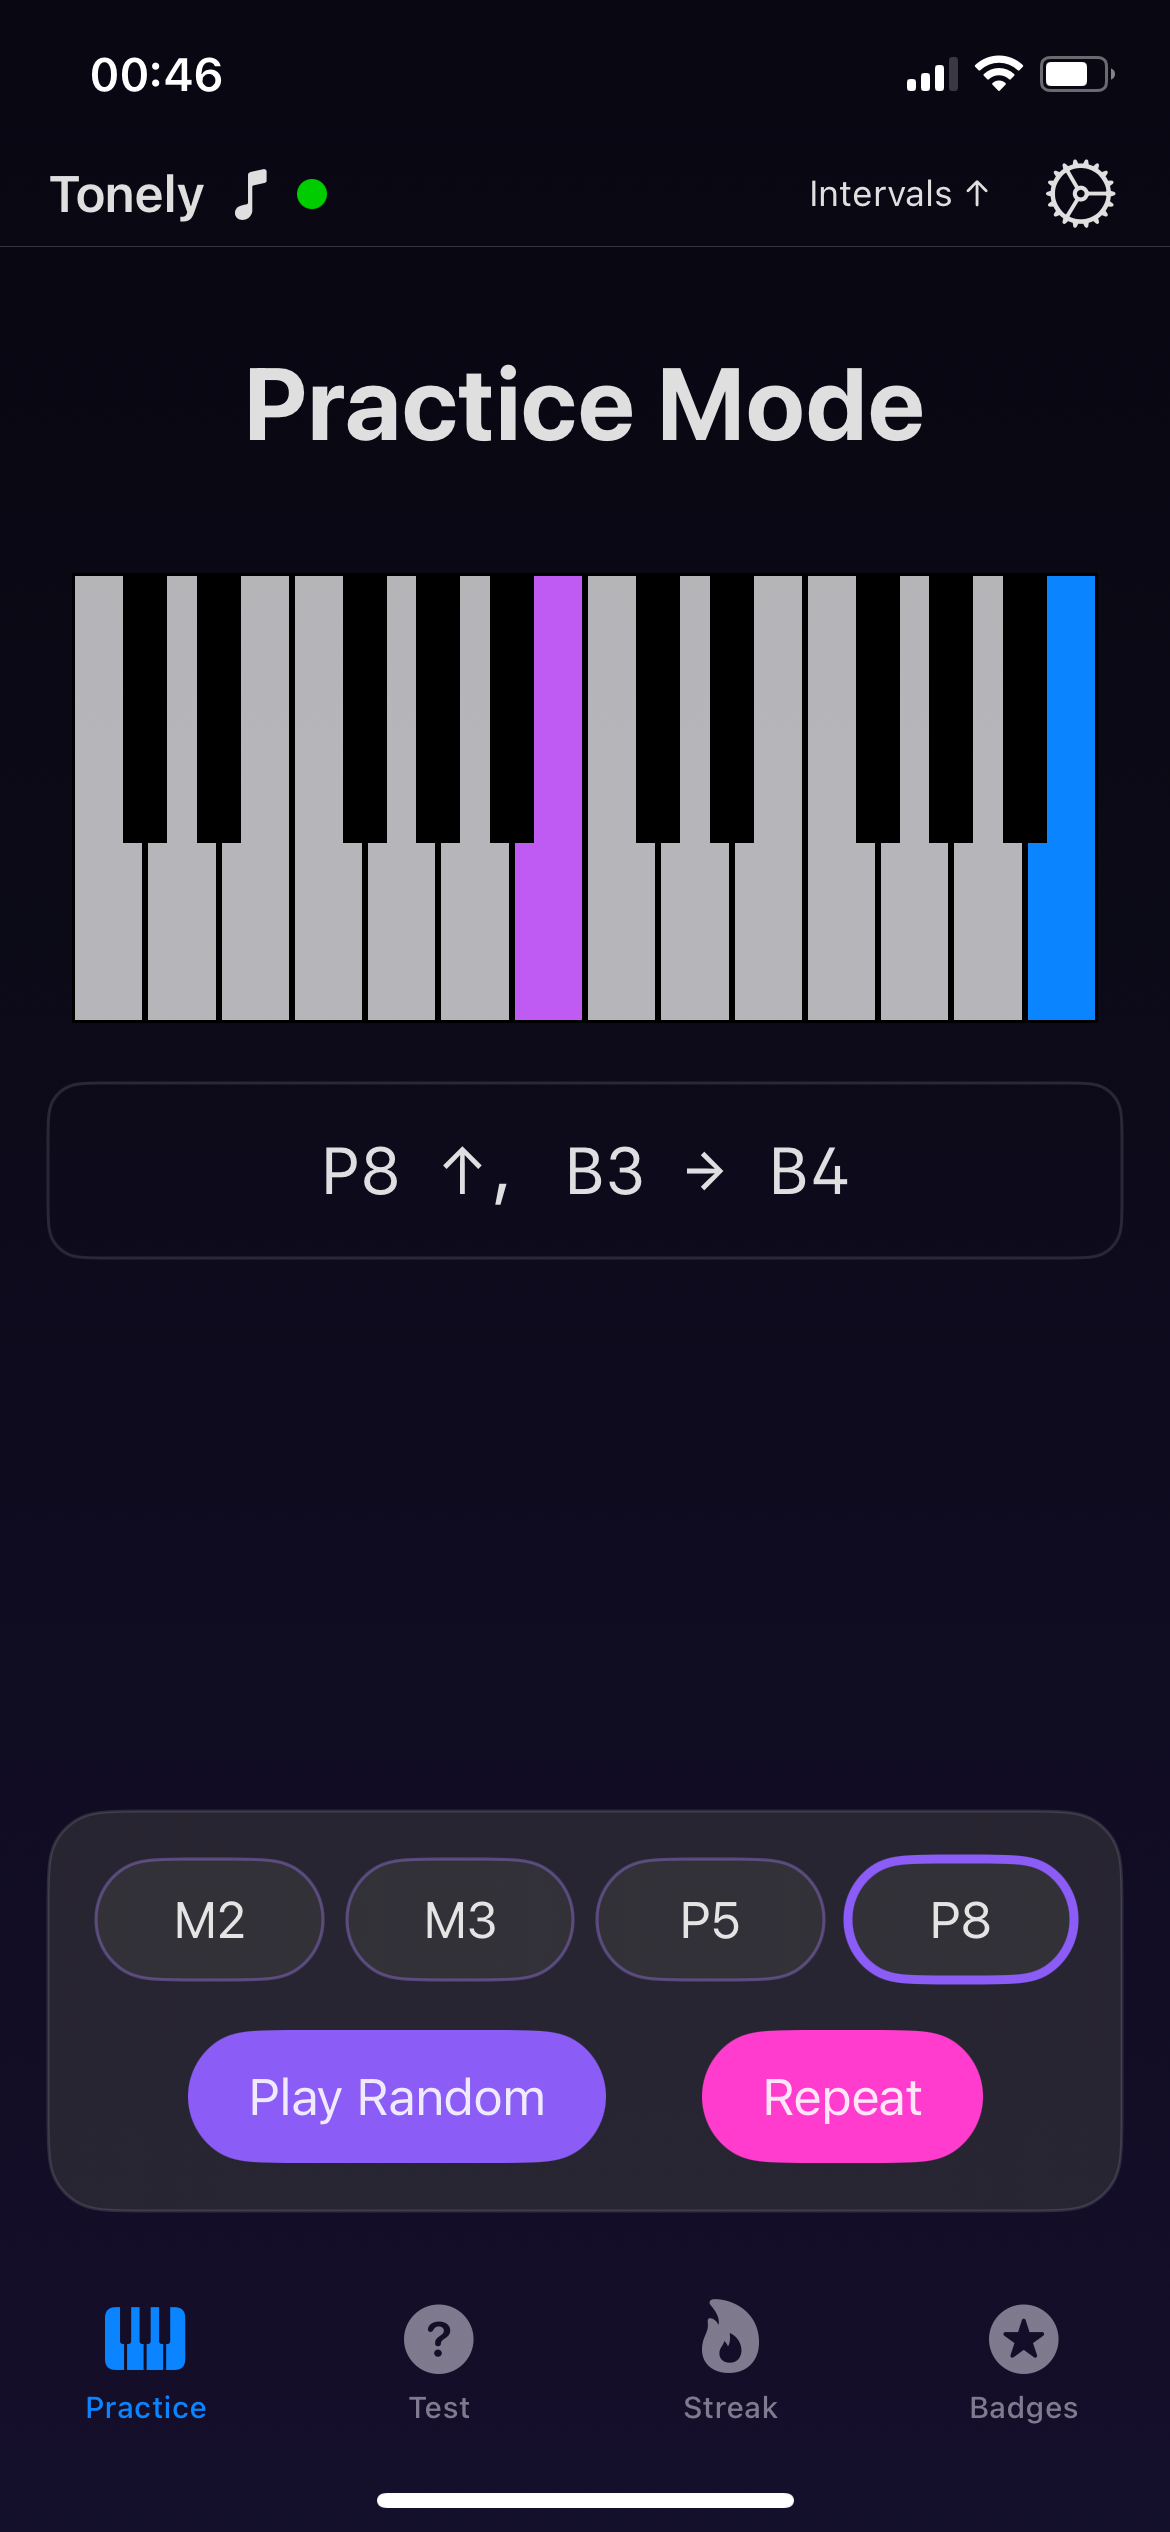 00:46
Tonely
Intervals ↑
Practice Mode
P8 ↑, B3 → B4
M2 M3 P5 P8
Play Random Repeat
Practice Test Streak Badges